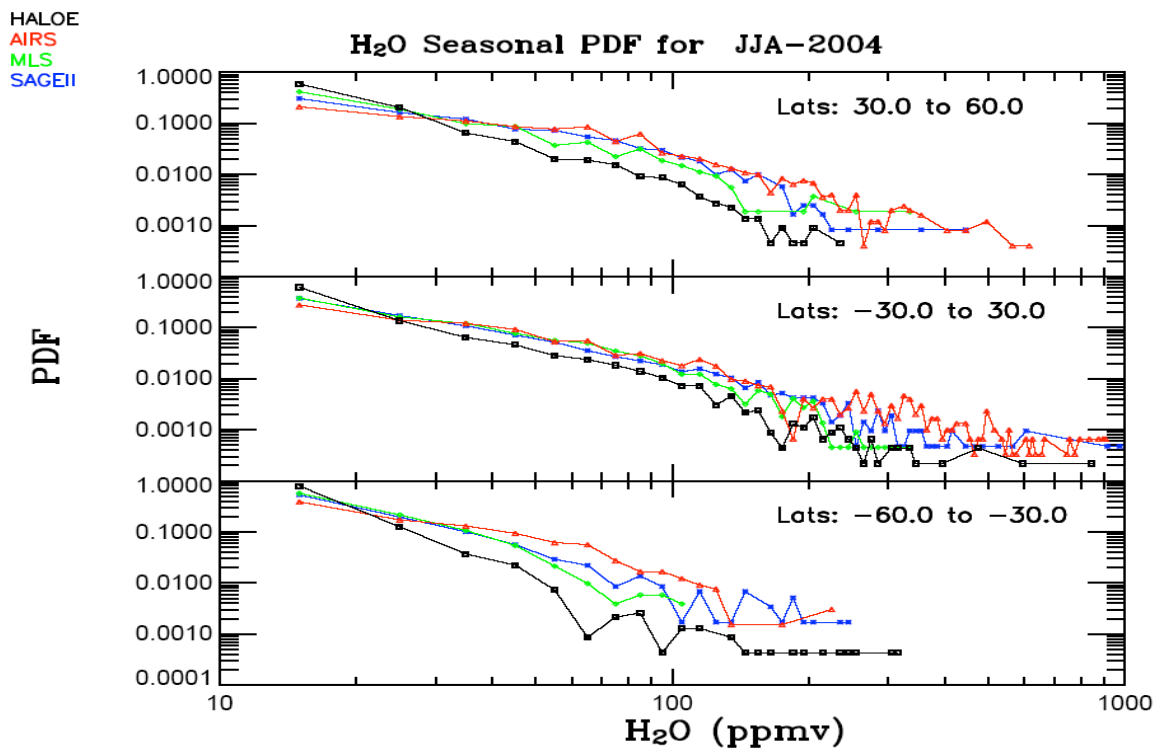 HALOE
AIRS
MLS
SAGEII
H₂O Seasonal PDF for JJA-2004
1.0000
0.1000
0.0100
0.0010
Lats: 30.0 to 60.0
1.0000
0.1000
0.0100
0.0010
Lats: -30.0 to 30.0
PDF
1.0000
0.1000
0.0100
0.0010
0.0001
Lats: -60.0 to -30.0
10
100
1000
H₂O (ppmv)